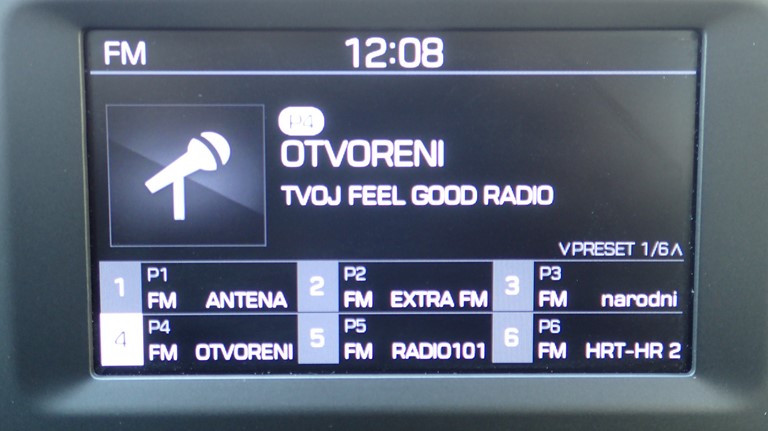 FM 12:08
P4
OTVORENI
TVOJ FEEL GOOD RADIO
∨PRESET 1/6∧
1 P1 FM ANTENA
2 P2 FM EXTRA FM
3 P3 FM narodni
4 P4 FM OTVORENI
5 P5 FM RADIO101
6 P6 FM HRT-HR 2